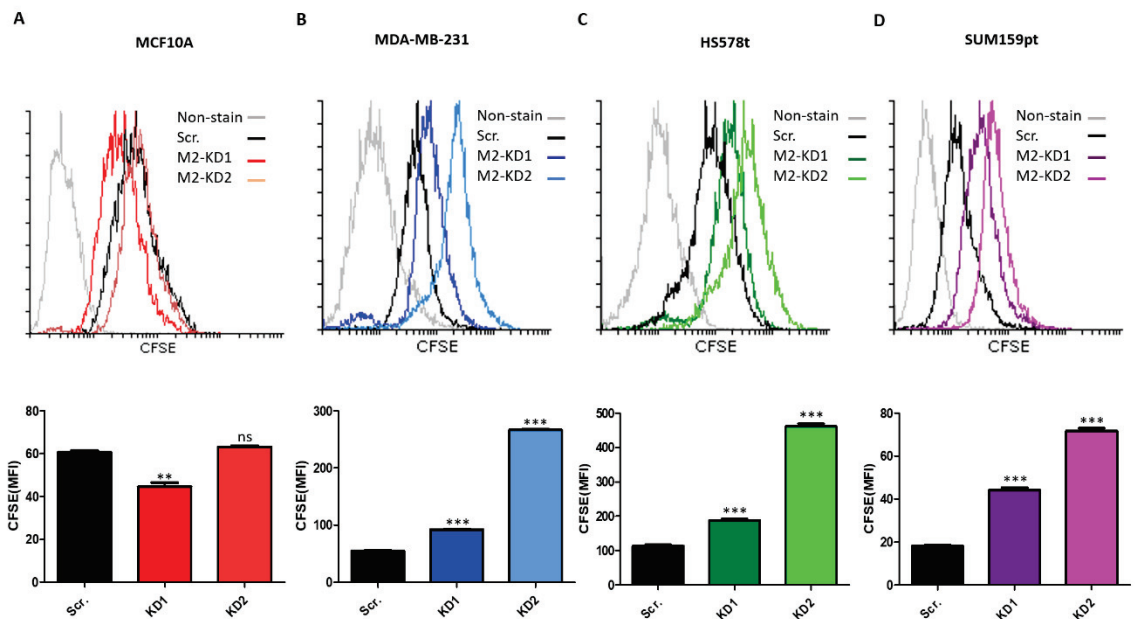 A
MCF10A
Non-stain
Scr.
M2-KD1
M2-KD2
CFSE
B
MDA-MB-231
Non-stain
Scr.
M2-KD1
M2-KD2
CFSE
C
HS578t
Non-stain
Scr.
M2-KD1
M2-KD2
CFSE
D
SUM159pt
Non-stain
Scr.
M2-KD1
M2-KD2
CFSE
CFSE(MFI)
80
60
40
20
0
**
ns
Scr.
KD1
KD2
CFSE(MFI)
300
200
100
0
***
***
Scr.
KD1
KD2
CFSE(MFI)
500
400
300
200
100
0
***
***
Scr.
KD1
KD2
CFSE(MFI)
80
60
40
20
0
***
***
Scr.
KD1
KD2